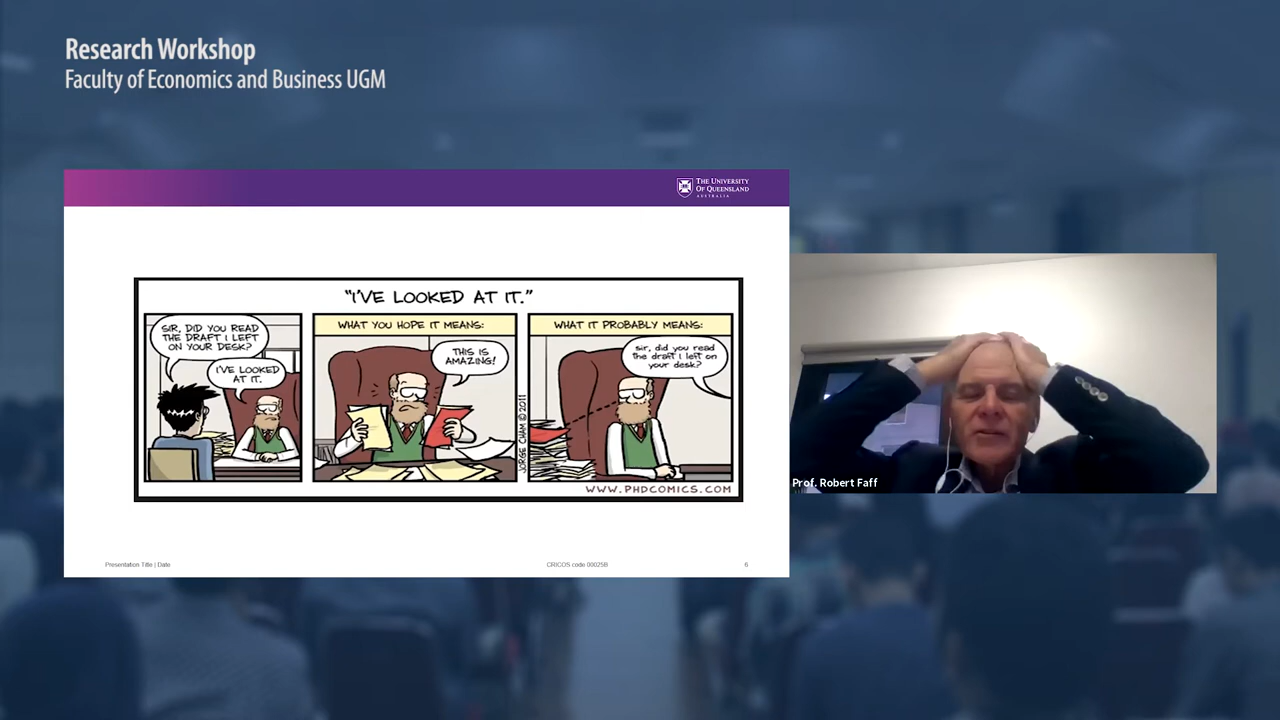 Research Workshop
Faculty of Economics and Business UGM
THE UNIVERSITY
OF QUEENSLAND
AUSTRALIA
"I'VE LOOKED AT IT."
SIR, DID YOU READ
THE DRAFT I LEFT
ON YOUR DESK?
I'VE LOOKED
AT IT.
WHAT YOU HOPE IT MEANS:
THIS IS
AMAZING!
WHAT IT PROBABLY MEANS:
sir, did you read
the draft I left on
your desk?
JORGE CHAM © 2011
WWW.PHDCOMICS.COM
Prof. Robert Faff
Presentation Title | Date
CRICOS code 00025B
6